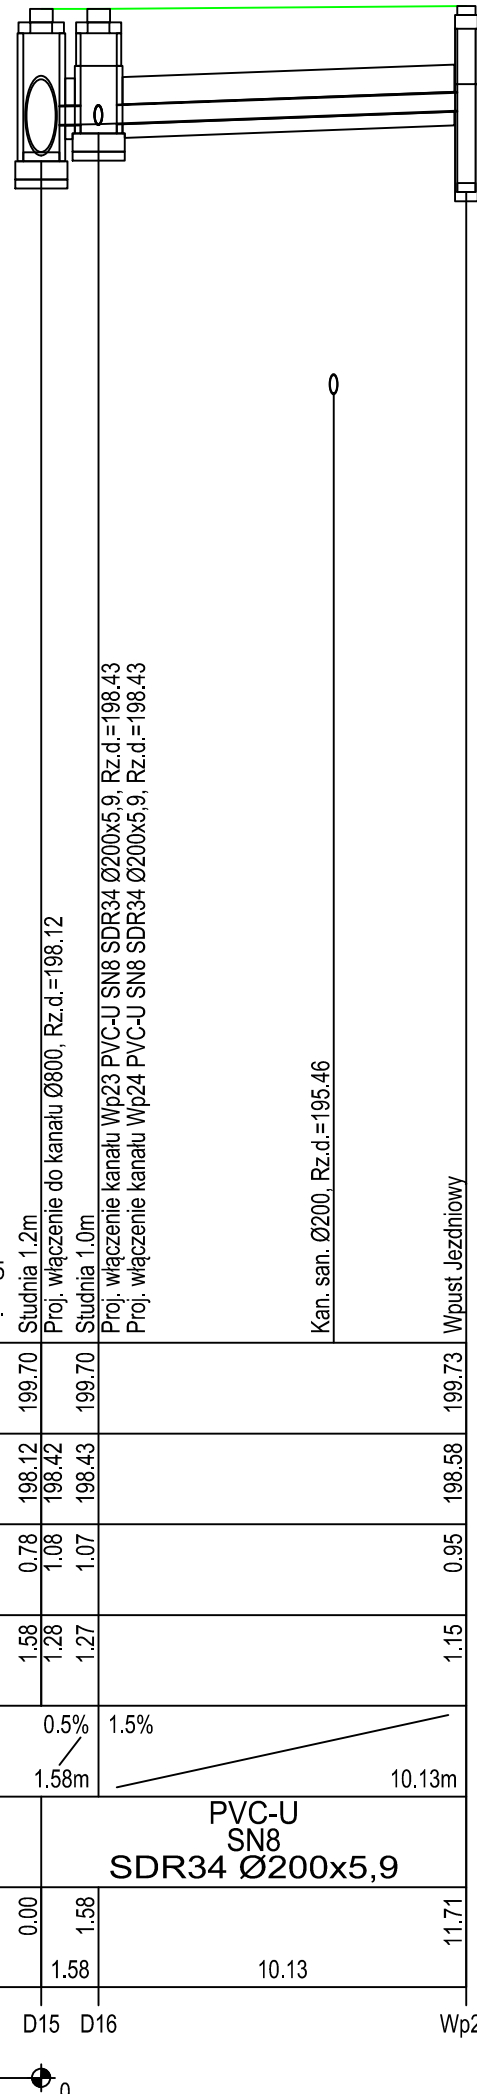 Studnia 1.2m
Proj. włączenie do kanału Ø800, Rz.d.=198.12
Studnia 1.0m
Proj. włączenie kanału Wp23 PVC-U SN8 SDR34 Ø200x5,9, Rz.d.=198.43
Proj. włączenie kanału Wp24 PVC-U SN8 SDR34 Ø200x5,9, Rz.d.=198.43
Kan. san. Ø200, Rz.d.=195.46
Wpust Jezdniowy
199.70 199.70 199.73
198.12 198.42 198.43 198.58
0.78 1.08 1.07 0.95
1.58 1.28 1.27 1.15
0.5% 1.5%
1.58m 10.13m
PVC-U
SN8
SDR34 Ø200x5,9
0.00 1.58 11.71
1.58 10.13
D15 D16 Wp2
0